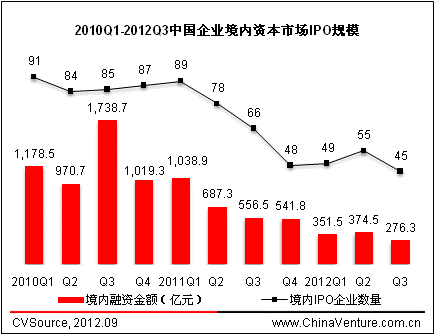 2010Q1-2012Q3中国企业境内资本市场IPO规模
91 84 85 87 89 78 66 48 49 55 45
1,178.5 970.7 1,738.7 1,019.3 1,038.9 687.3 556.5 541.8 351.5 374.5 276.3
2010Q1 Q2 Q3 Q4 2011Q1 Q2 Q3 Q4 2012Q1 Q2 Q3
境内融资金额（亿元） 境内IPO企业数量
CVSource, 2012.09 www.ChinaVenture.com.cn